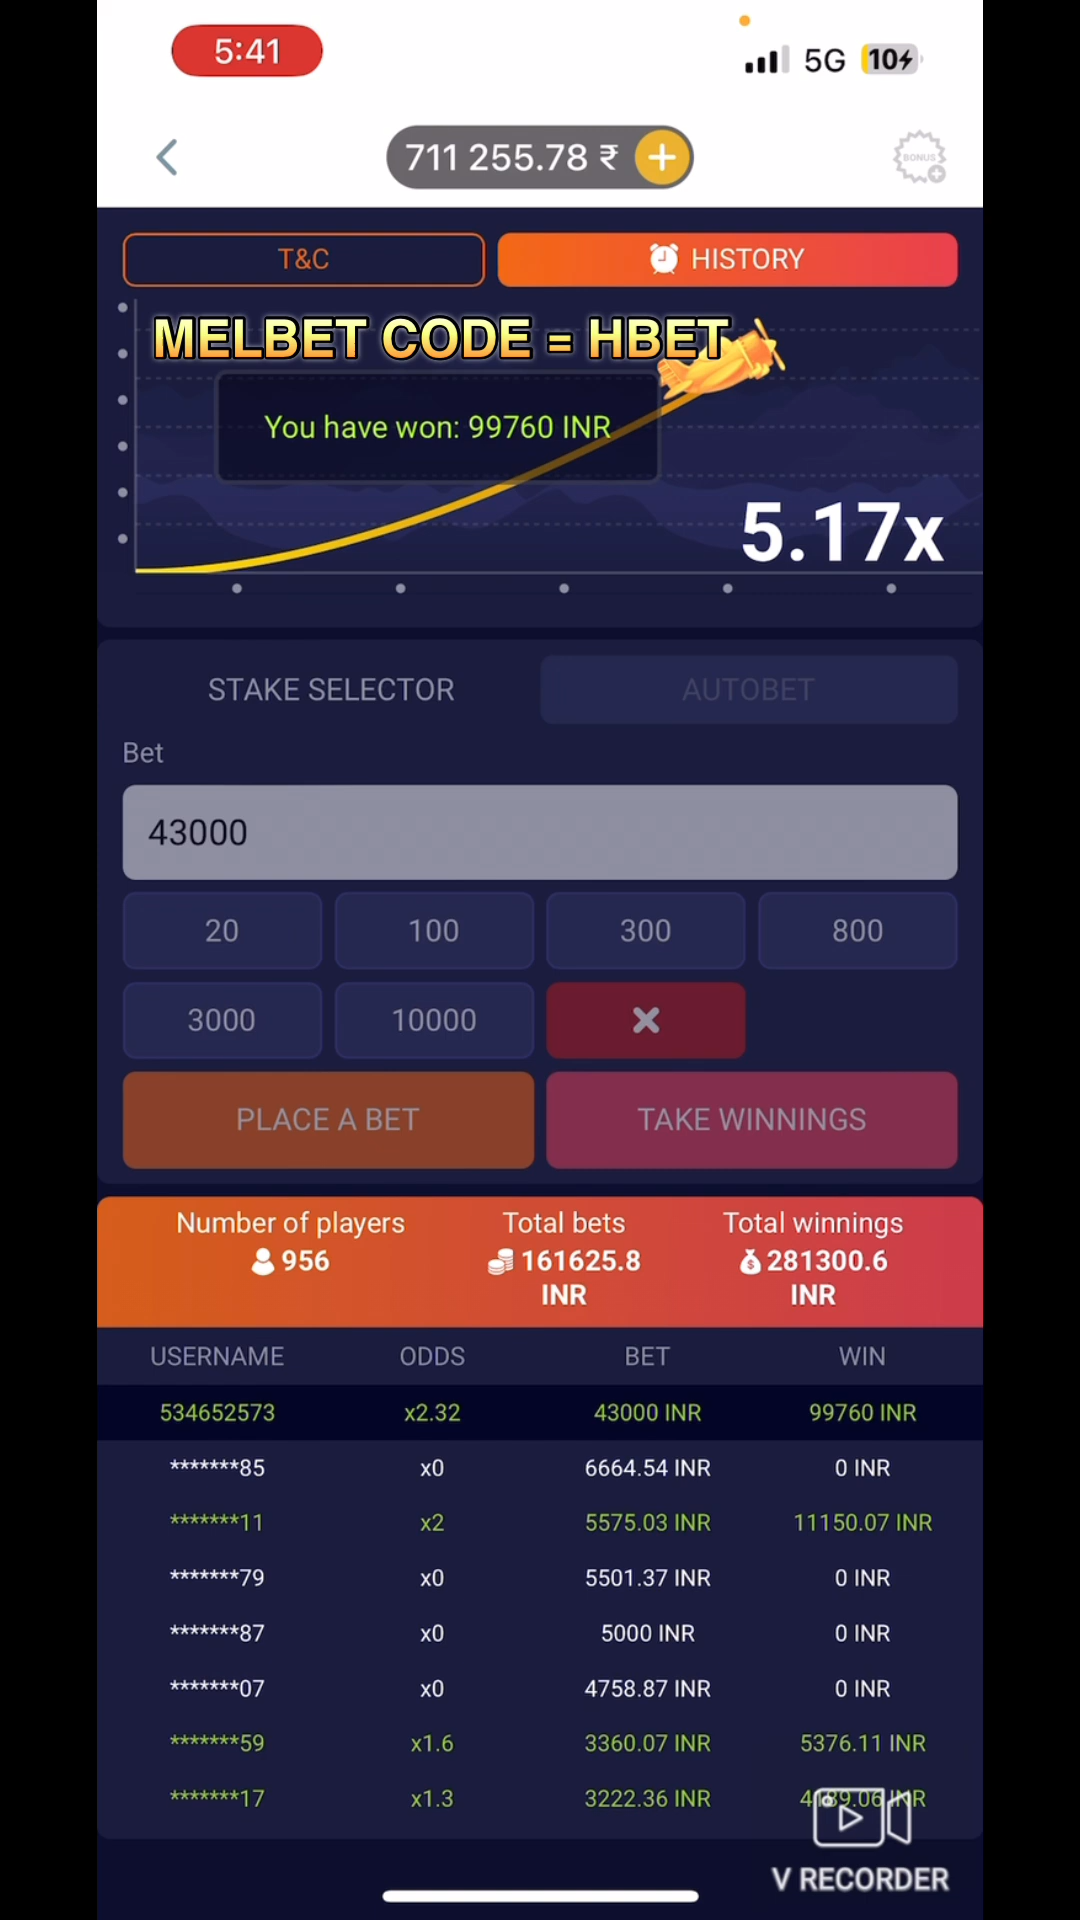 5:41
5G 10
711 255.78 ₹ +
BONUS
T&C
HISTORY
MELBET CODE = HBET
You have won: 99760 INR
5.17x
STAKE SELECTOR
AUTOBET
Bet
43000
20 100 300 800
3000 10000
PLACE A BET
TAKE WINNINGS
Number of players Total bets Total winnings
956 161625.8 281300.6
INR INR
USERNAME ODDS BET WIN
534652573 x2.32 43000 INR 99760 INR
*******85 x0 6664.54 INR 0 INR
*******11 x2 5575.03 INR 11150.07 INR
*******79 x0 5501.37 INR 0 INR
*******87 x0 5000 INR 0 INR
*******07 x0 4758.87 INR 0 INR
*******59 x1.6 3360.07 INR 5376.11 INR
*******17 x1.3 3222.36 INR 4189.06 INR
V RECORDER